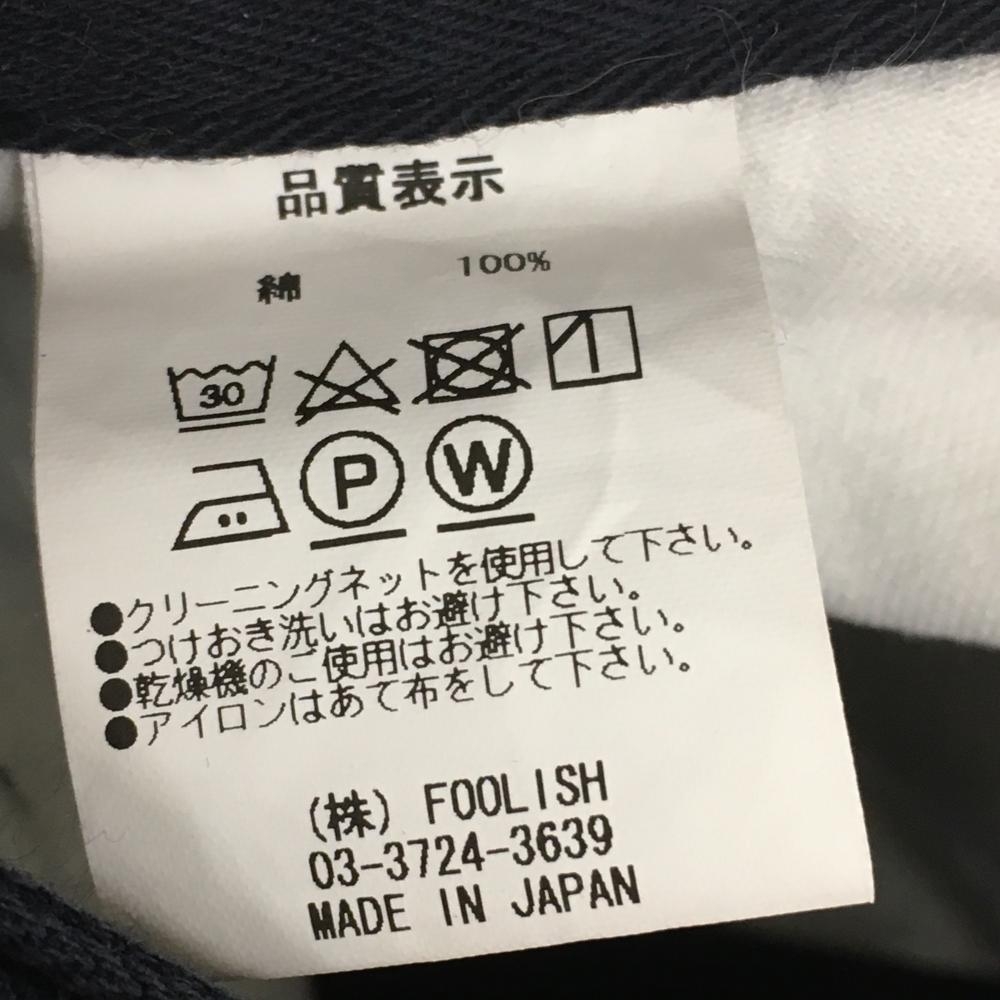 品質表示
綿 100%
30
P W
●クリーニングネットを使用して下さい。
●つけおき洗いはお避け下さい。
●乾燥機のご使用はお避け下さい。
●アイロンはあて布をして下さい。
(株) FOOLISH
03-3724-3639
MADE IN JAPAN